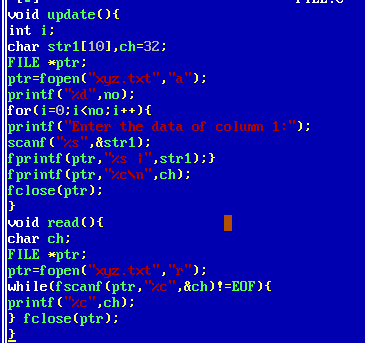 void update(){
int i;
char str1[10],ch=32;
FILE *ptr;
ptr=fopen("xyz.txt","a");
printf("%d",no);
for(i=0;i<no;i++){
printf("Enter the data of column 1:");
scanf("%s",&str1);
fprintf(ptr,"%s |",str1);}
fprintf(ptr,"%c\n",ch);
fclose(ptr);
}
void read(){
char ch;
FILE *ptr;
ptr=fopen("xyz.txt","r");
while(fscanf(ptr,"%c",&ch)!=EOF){
printf("%c",ch);
} fclose(ptr);
}